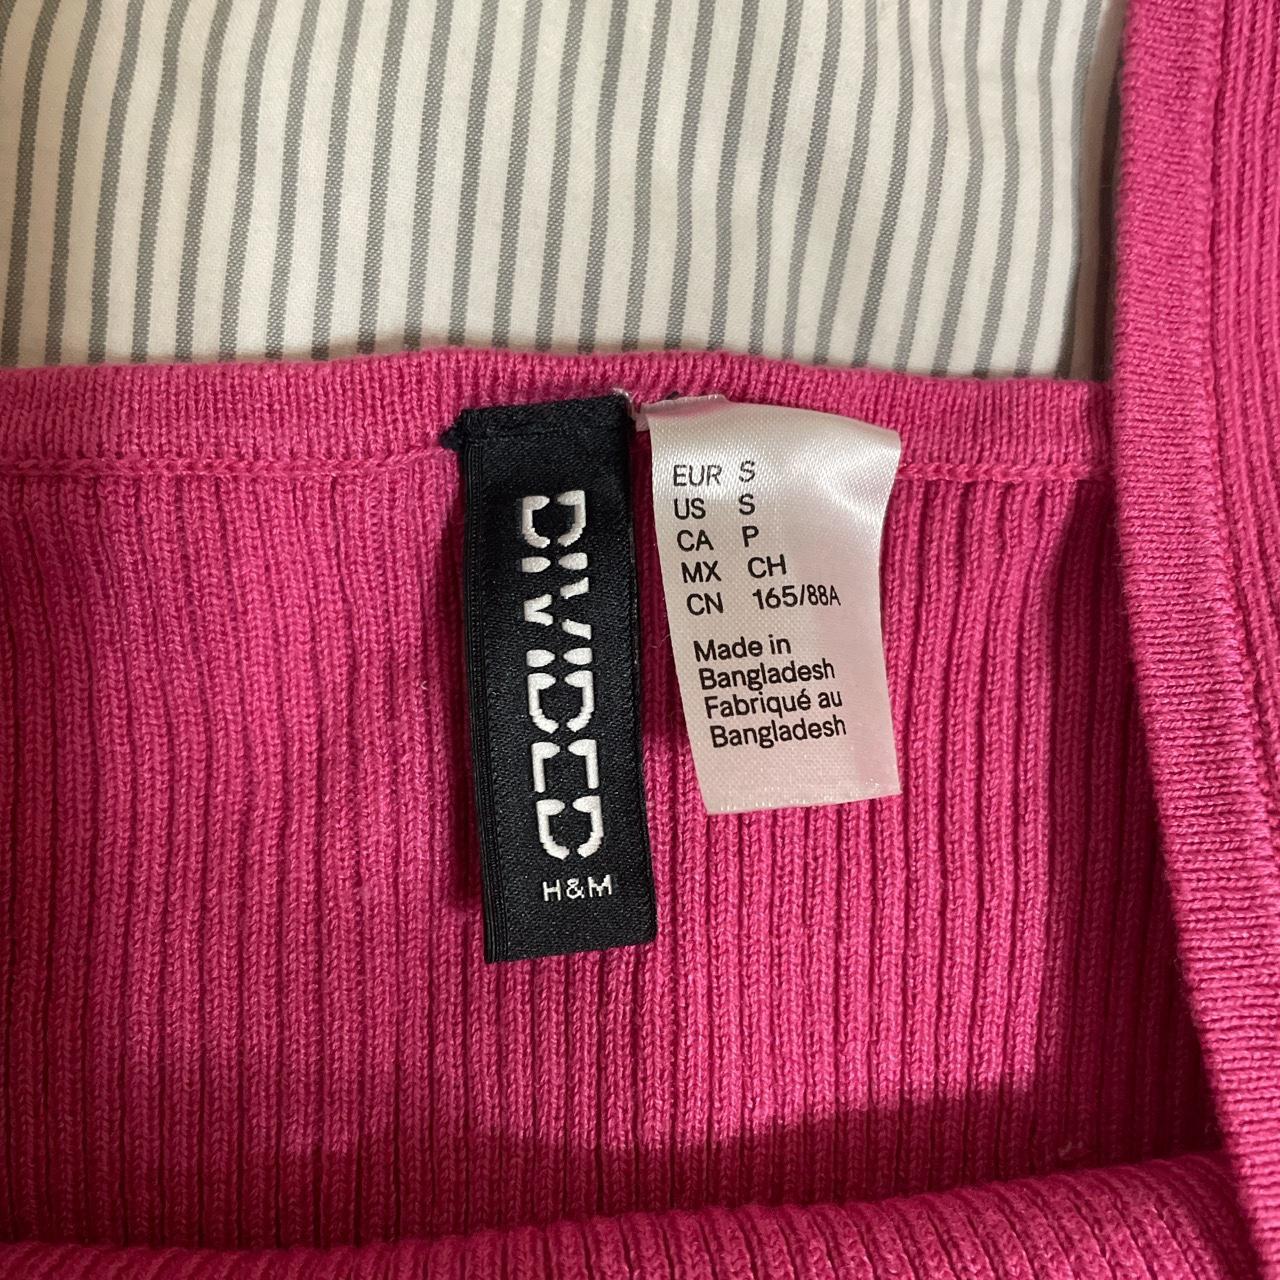 DIVIDED
H&M
EUR S
US S
CA P
MX CH
CN 165/88A
Made in
Bangladesh
Fabriqué au
Bangladesh